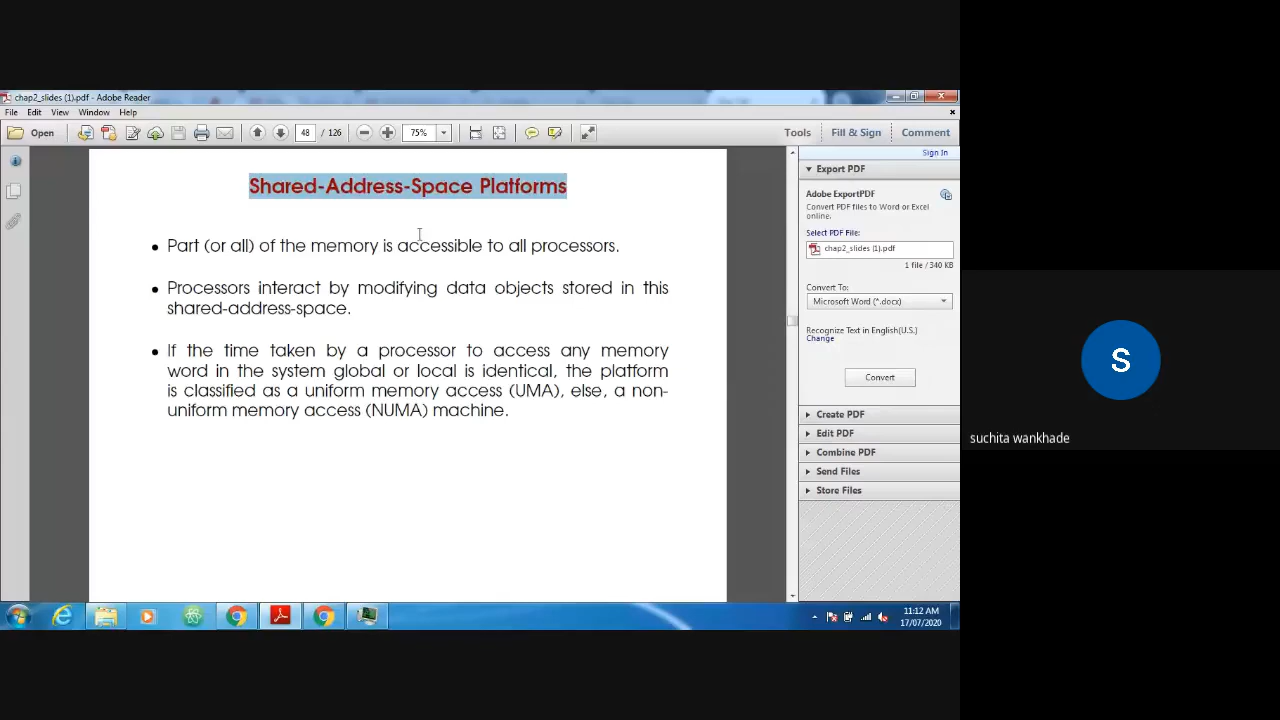 chap2_slides (1).pdf - Adobe Reader
File Edit View Window Help
Open 48 / 126 75% Tools Fill & Sign Comment
Sign In
Shared-Address-Space Platforms
• Part (or all) of the memory is accessible to all processors.
• Processors interact by modifying data objects stored in this
shared-address-space.
• If the time taken by a processor to access any memory
word in the system global or local is identical, the platform
is classified as a uniform memory access (UMA), else, a non-
uniform memory access (NUMA) machine.
Export PDF
Adobe ExportPDF
Convert PDF files to Word or Excel
online.
Select PDF File:
chap2_slides (1).pdf
1 file / 340 KB
Convert To:
Microsoft Word (*.docx)
Recognize Text in English(U.S.)
Change
Convert
Create PDF
Edit PDF
Combine PDF
Send Files
Store Files
11:12 AM
17/07/2020
S
suchita wankhade